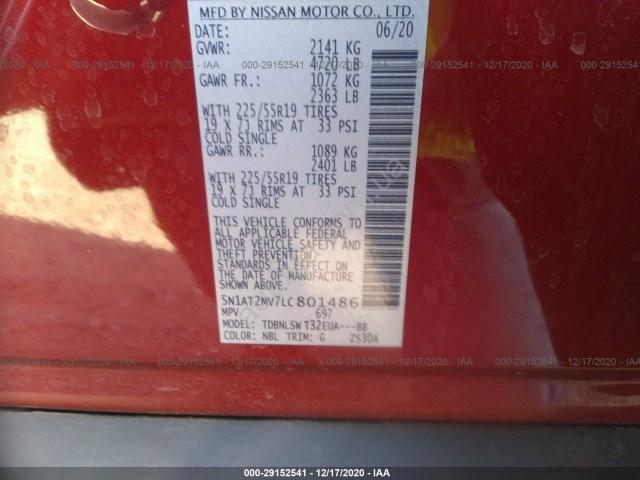 MFD BY NISSAN MOTOR CO., LTD.
DATE: 06/20
GVWR: 2141 KG
4720 LB
GAWR FR.: 1072 KG
2363 LB
WITH 225/55R19 TIRES
19 X 7J RIMS AT 33 PSI
COLD SINGLE
GAWR RR.: 1089 KG
2401 LB
WITH 225/55R19 TIRES
19 X 7J RIMS AT 33 PSI
COLD SINGLE
THIS VEHICLE CONFORMS TO
ALL APPLICABLE FEDERAL
MOTOR VEHICLE SAFETY AND
THEFT PREVENTION
STANDARDS IN EFFECT ON
THE DATE OF MANUFACTURE
SHOWN ABOVE.
5N1AT2MV7LC801486
MPV 697
MODEL: TDBNLSW T32EUA---BB
COLOR: NBL TRIM: G 2S30A
000-29152541 / 12/17/2020 - IAA